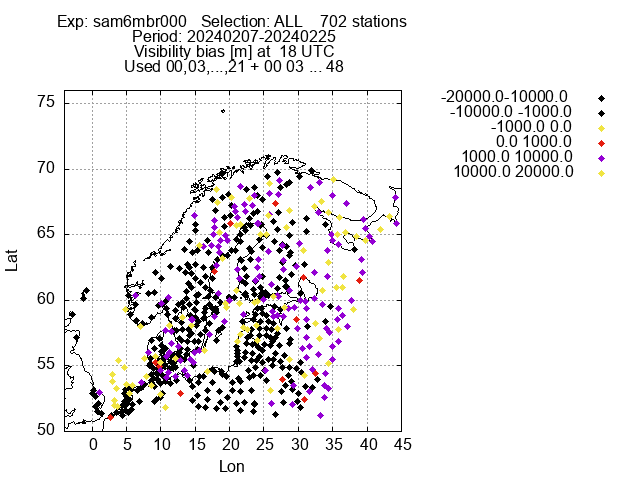 Exp: sam6mbr000   Selection: ALL    702 stations
Period: 20240207-20240225
Visibility bias [m] at  18 UTC
Used 00,03,...,21 + 00 03 ... 48
-20000.0-10000.0
-10000.0 -1000.0
-1000.0 0.0
0.0 1000.0
1000.0 10000.0
10000.0 20000.0
75
70
65
60
55
50
Lat
0 5 10 15 20 25 30 35 40 45
Lon